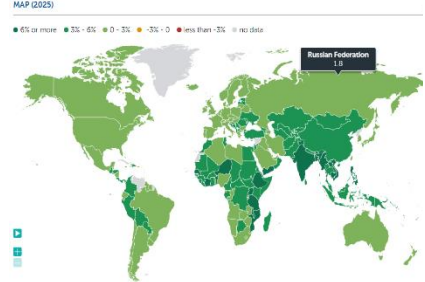 MAP (2025)
6% or more 3% - 6% 0 - 3% -3% - 0 less than -3% no data
Russian Federation
1.8